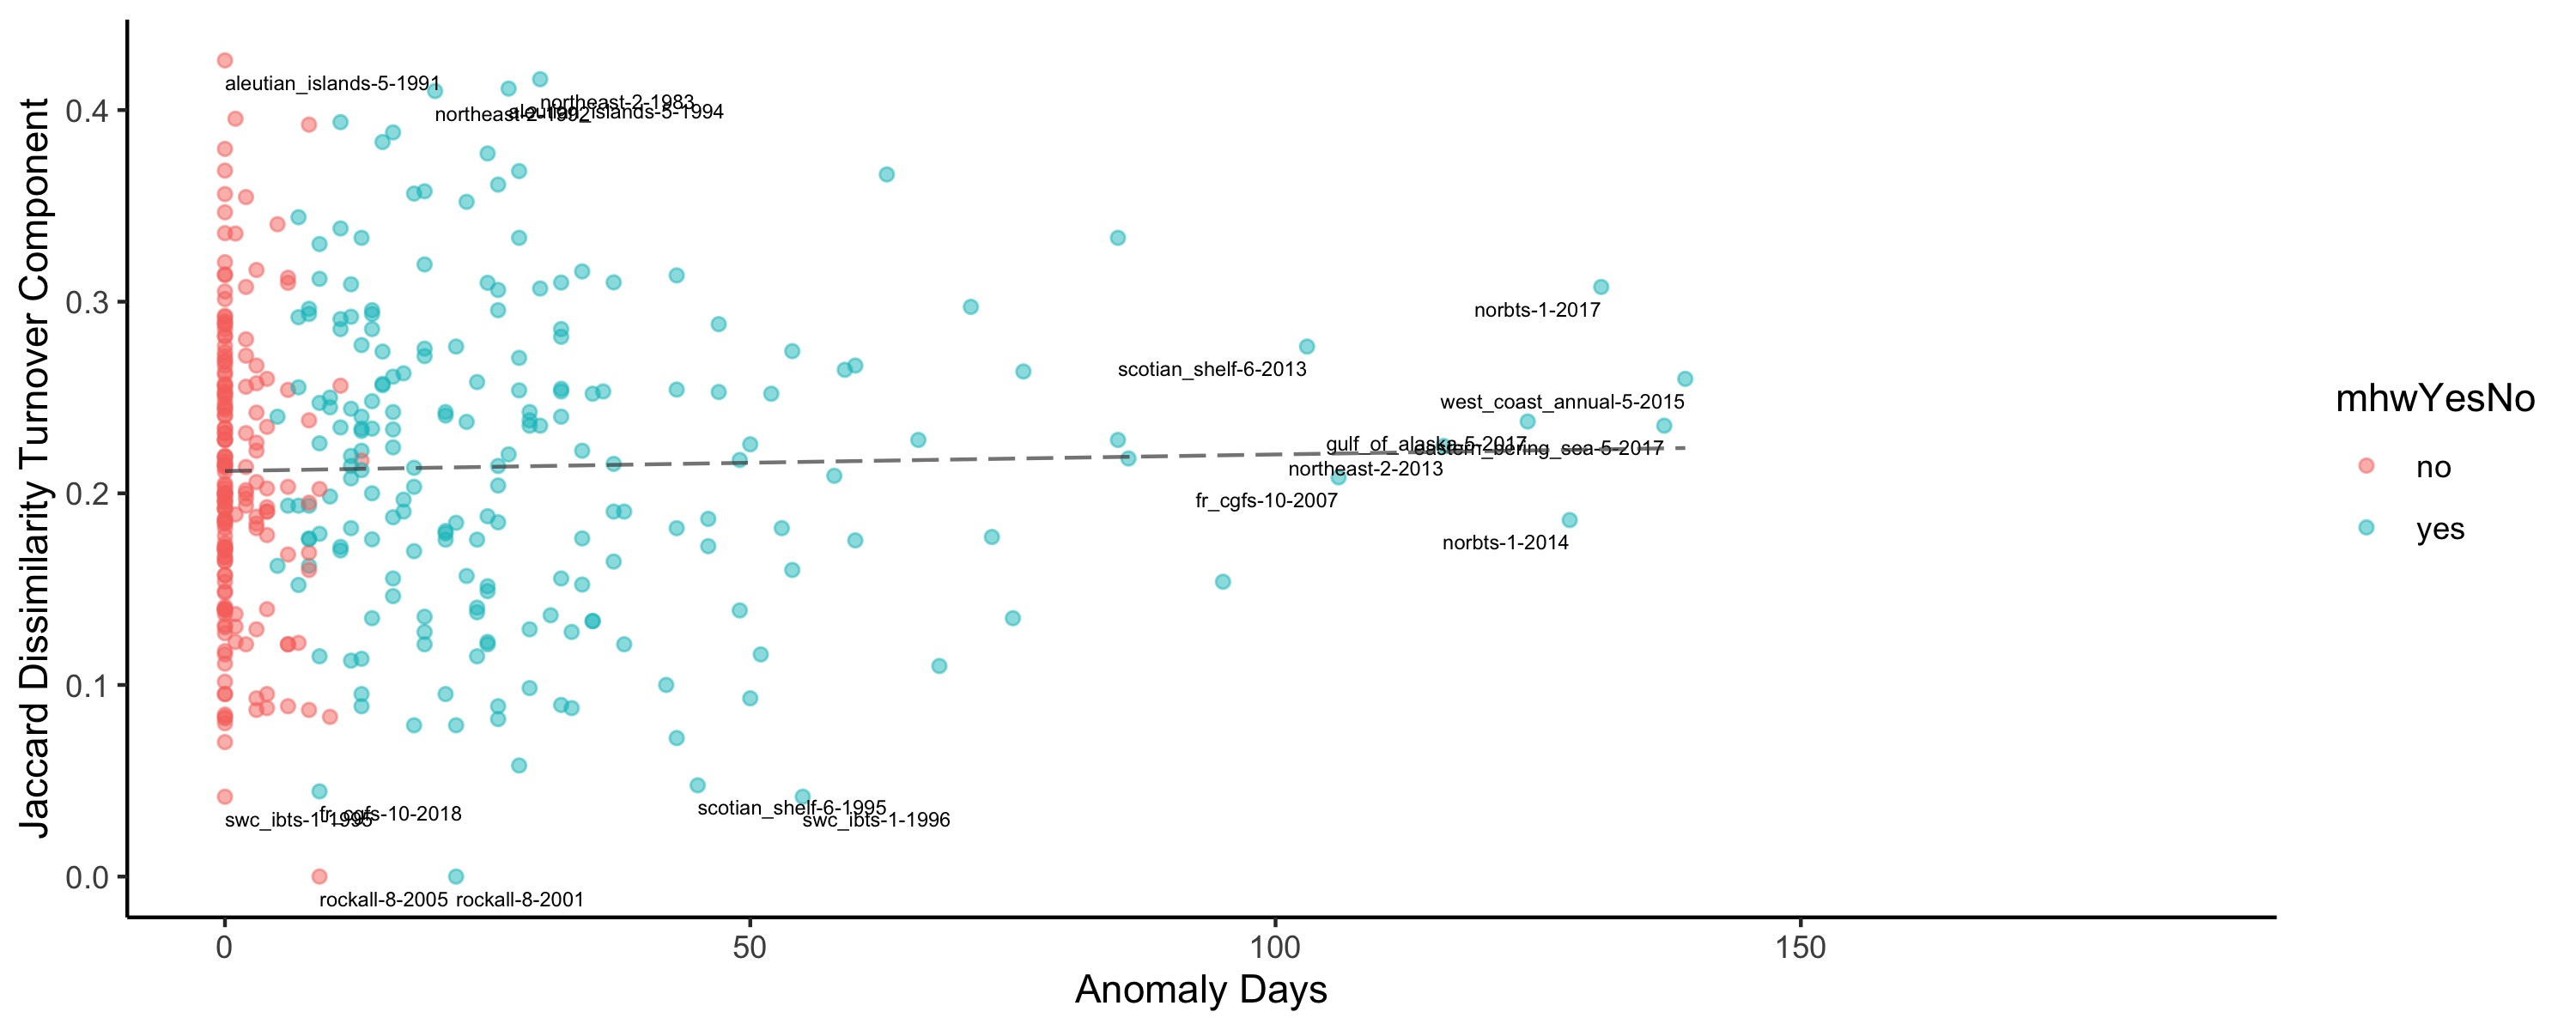 Jaccard Dissimilarity Turnover Component
0.4
0.3
0.2
0.1
0.0
aleutian_islands-5-1991
northeast-2-1983
aleutian_islands-5-1994
northeast-2-1992
norbts-1-2017
scotian_shelf-6-2013
west_coast_annual-5-2015
gulf_of_alaska-5-2017
eastern_bering_sea-5-2017
northeast-2-2013
fr_cgfs-10-2007
norbts-1-2014
scotian_shelf-6-1995
fr_cgfs-10-2018
swc_ibts-1-1995
swc_ibts-1-1996
rockall-8-2005
rockall-8-2001
0
50
100
150
Anomaly Days
mhwYesNo
no
yes